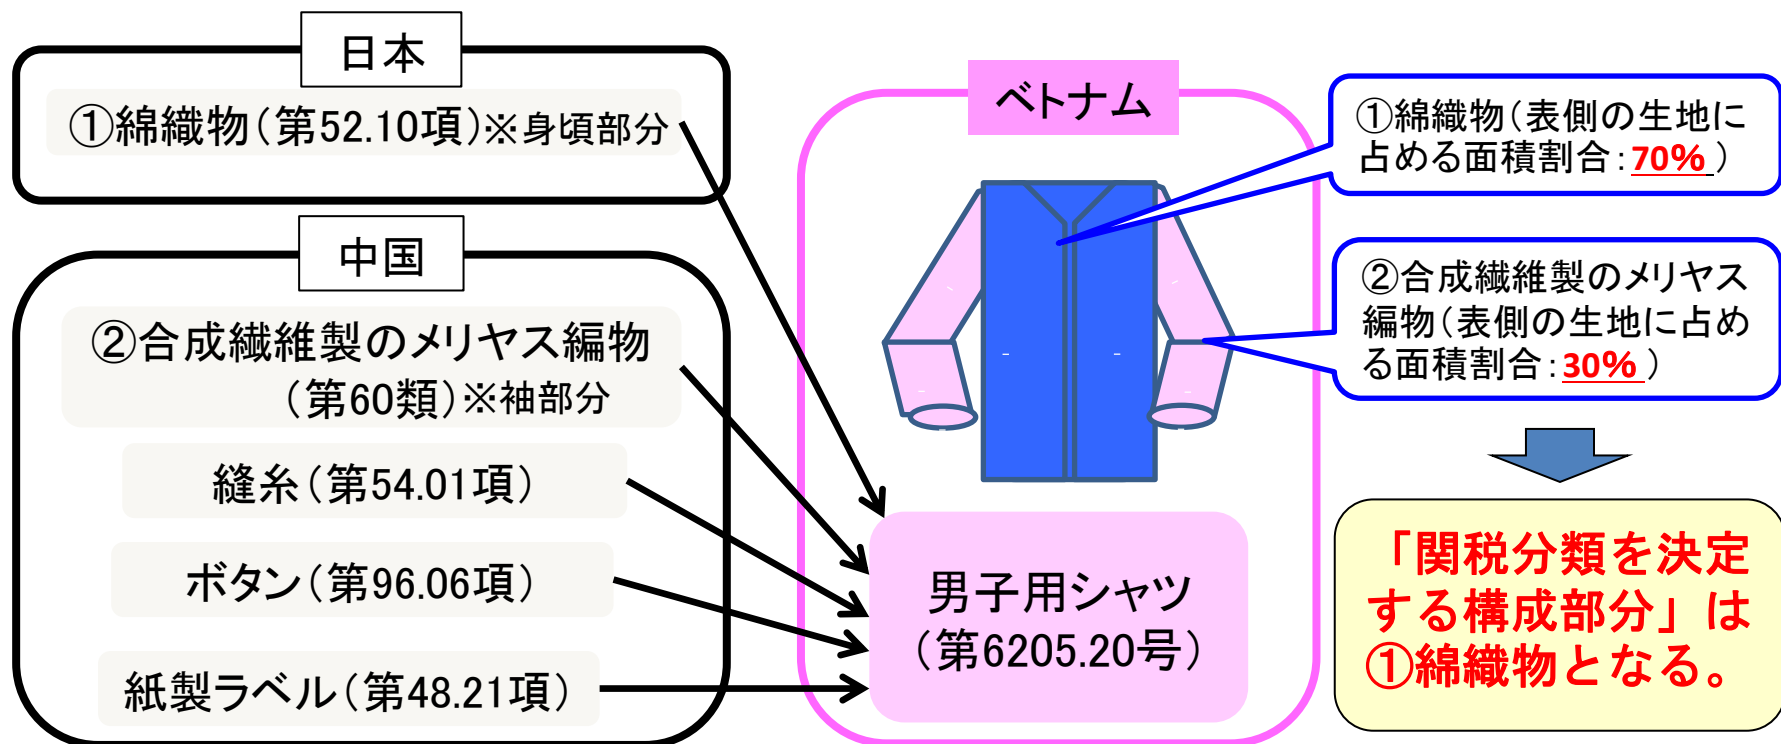 日本
①綿織物（第52.10項）※身頃部分
中国
②合成繊維製のメリヤス編物
（第60類）※袖部分
縫糸（第54.01項）
ボタン（第96.06項）
紙製ラベル（第48.21項）
ベトナム
男子用シャツ
（第6205.20号）
①綿織物（表側の生地に
占める面積割合：70％）
②合成繊維製のメリヤス
編物（表側の生地に占め
る面積割合：30％）
「関税分類を決定
する構成部分」は
①綿織物となる。